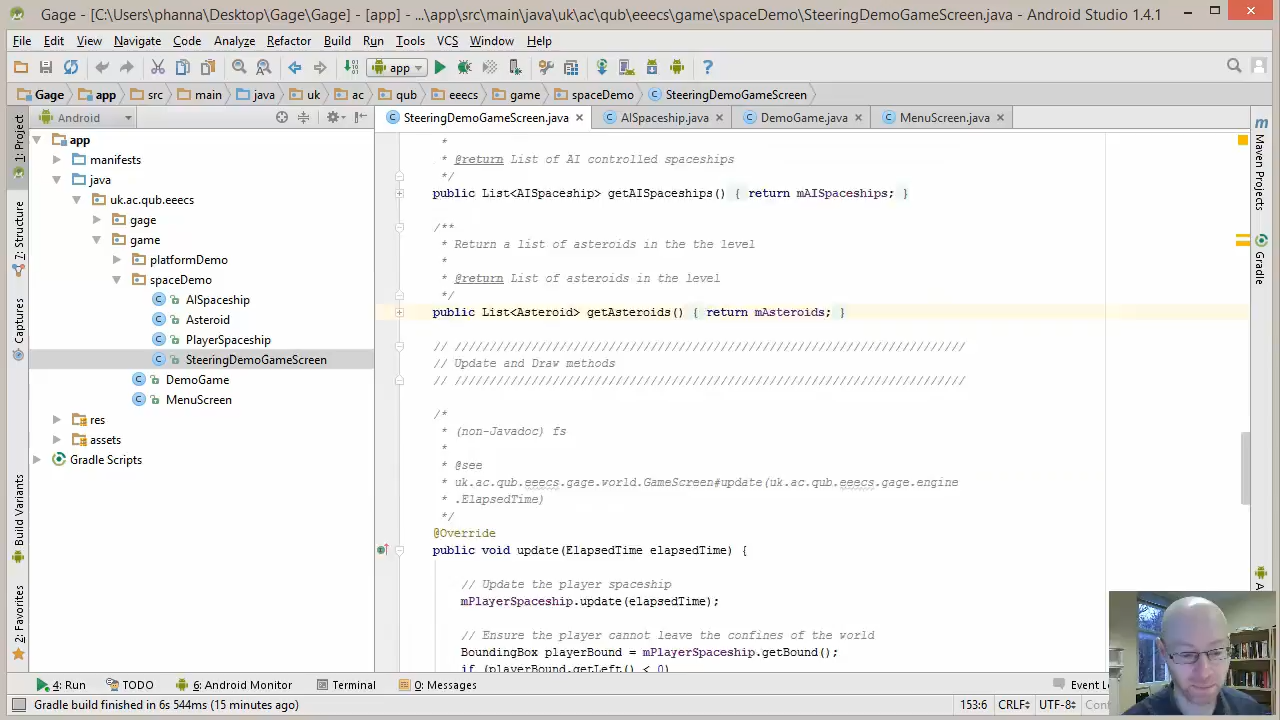 Gage - [C:\Users\phanna\Desktop\Gage\Gage] - [app] - ...\app\src\main\java\uk\ac\qub\eeecs\game\spaceDemo\SteeringDemoGameScreen.java - Android Studio 1.4.1
File Edit View Navigate Code Analyze Refactor Build Run Tools VCS Window Help
app
Gage app src main java uk ac qub eeecs game spaceDemo SteeringDemoGameScreen
Android
SteeringDemoGameScreen.java AISpaceship.java DemoGame.java MenuScreen.java
1: Project
Z: Structure
Captures
Build Variants
2: Favorites
app
manifests
java
uk.ac.qub.eeecs
gage
game
platformDemo
spaceDemo
AISpaceship
Asteroid
PlayerSpaceship
SteeringDemoGameScreen
DemoGame
MenuScreen
res
assets
Gradle Scripts
*
* @return List of AI controlled spaceships
*/
public List<AISpaceship> getAISpaceships() { return mAISpaceships; }
/**
* Return a list of asteroids in the the level
*
* @return List of asteroids in the level
*/
public List<Asteroid> getAsteroids() { return mAsteroids; }
// /////////////////////////////////////////////////////////////////////////
// Update and Draw methods
// /////////////////////////////////////////////////////////////////////////
/*
* (non-Javadoc) fs
*
* @see
* uk.ac.qub.eeecs.gage.world.GameScreen#update(uk.ac.qub.eeecs.gage.engine
* .ElapsedTime)
*/
@Override
public void update(ElapsedTime elapsedTime) {
// Update the player spaceship
mPlayerSpaceship.update(elapsedTime);
// Ensure the player cannot leave the confines of the world
BoundingBox playerBound = mPlayerSpaceship.getBound();
if (playerBound.getLeft() < 0)
m Maven Projects
Gradle
4: Run TODO 6: Android Monitor Terminal 0: Messages Event L
Gradle build finished in 6s 544ms (15 minutes ago) 153:6 CRLF UTF-8 Cont